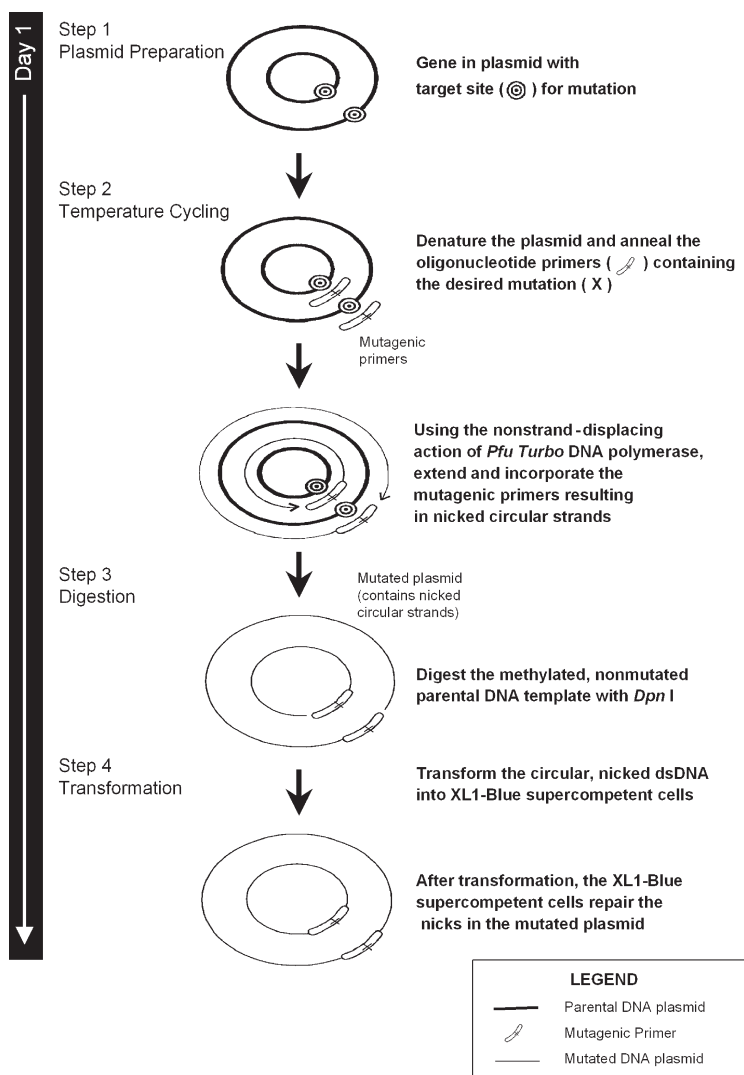 Day 1
Step 1
Plasmid Preparation
Gene in plasmid with
target site ( ) for mutation
Step 2
Temperature Cycling
Denature the plasmid and anneal the
oligonucleotide primers ( ) containing
the desired mutation ( X )
Mutagenic
primers
Using the nonstrand-displacing
action of Pfu Turbo DNA polymerase,
extend and incorporate the
mutagenic primers resulting
in nicked circular strands
Step 3
Digestion
Mutated plasmid
(contains nicked
circular strands)
Digest the methylated, nonmutated
parental DNA template with Dpn I
Step 4
Transformation
Transform the circular, nicked dsDNA
into XL1-Blue supercompetent cells
After transformation, the XL1-Blue
supercompetent cells repair the
nicks in the mutated plasmid
LEGEND
Parental DNA plasmid
Mutagenic Primer
Mutated DNA plasmid